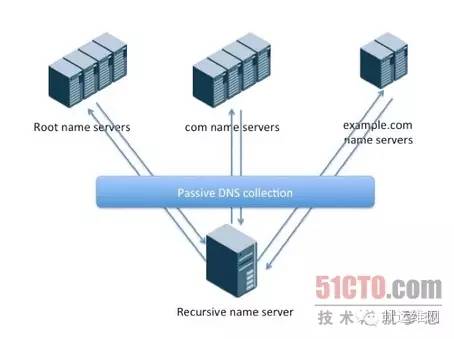 Root name servers
com name servers
example.com
name servers
Passive DNS collection
Recursive name server
51CTO.com
技术